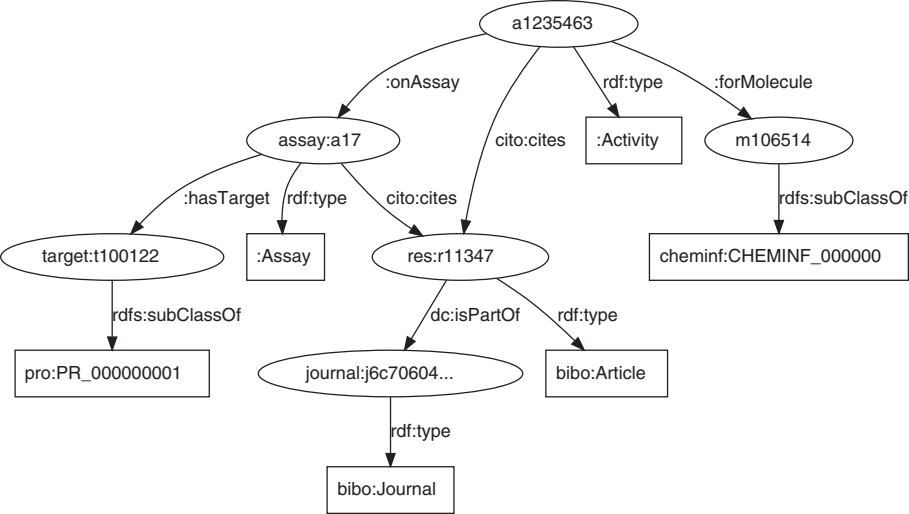 a1235463
:onAssay
rdf:type
:forMolecule
assay:a17
cito:cites
:Activity
m106514
:hasTarget
rdf:type
cito:cites
rdfs:subClassOf
target:t100122
:Assay
res:r11347
cheminf:CHEMINF_000000
rdfs:subClassOf
dc:isPartOf
rdf:type
pro:PR_000000001
journal:j6c70604...
bibo:Article
rdf:type
bibo:Journal